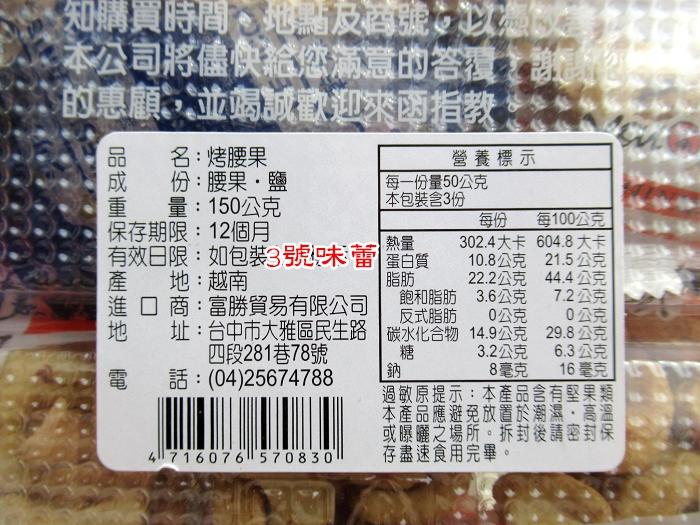 知購買時間、地點及商號，以
本公司將儘快給您滿意的答覆，謝謝您
的惠顧，並竭誠歡迎來函指教。
品　　名：烤腰果
成　　份：腰果・鹽
重　　量：150公克
保存期限：12個月
有效日限：如包裝
3號味蕾
產　　地：越南
進 口 商：富勝貿易有限公司
地　　址：台中市大雅區民生路
四段281巷78號
電　　話：(04)25674788
4 716076 570830
營養標示
每一份量50公克
本包裝含3份
每份 每100公克
熱量 302.4大卡 604.8大卡
蛋白質 10.8公克 21.5公克
脂肪 22.2公克 44.4公克
飽和脂肪 3.6公克 7.2公克
反式脂肪 0公克 0公克
碳水化合物 14.9公克 29.8公克
糖 3.2公克 6.3公克
鈉 8毫克 16毫克
過敏原提示：本產品含有堅果類
本產品應避免放置於潮濕、高溫
或曝曬之場所。拆封後請密封保
存盡速食用完畢。